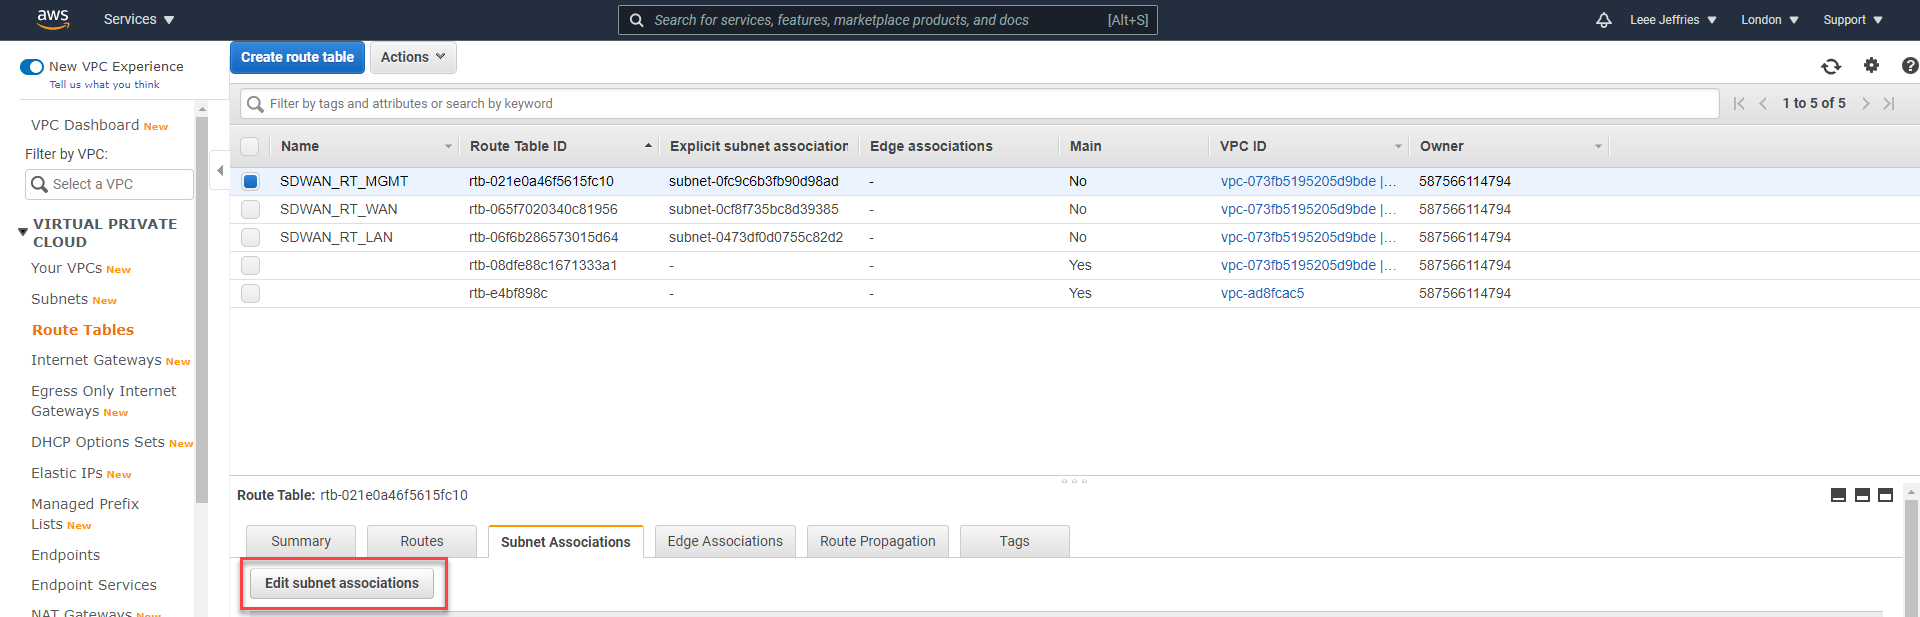 aws Services Search for services, features, marketplace products, and docs [Alt+S] Leee Jeffries London Support
New VPC Experience
Tell us what you think
VPC Dashboard New
Filter by VPC:
Select a VPC
VIRTUAL PRIVATE
CLOUD
Your VPCs New
Subnets New
Route Tables
Internet Gateways New
Egress Only Internet
Gateways New
DHCP Options Sets New
Elastic IPs New
Managed Prefix
Lists New
Endpoints
Endpoint Services
NAT Gateways New
Create route table Actions
Filter by tags and attributes or search by keyword 1 to 5 of 5
Name Route Table ID Explicit subnet association Edge associations Main VPC ID Owner
SDWAN_RT_MGMT rtb-021e0a46f5615fc10 subnet-0fc9c6b3fb90d98ad - No vpc-073fb5195205d9bde |... 587566114794
SDWAN_RT_WAN rtb-065f7020340c81956 subnet-0cf8f735bc8d39385 - No vpc-073fb5195205d9bde |... 587566114794
SDWAN_RT_LAN rtb-06f6b286573015d64 subnet-0473df0d0755c82d2 - No vpc-073fb5195205d9bde |... 587566114794
rtb-08dfe88c1671333a1 - - Yes vpc-073fb5195205d9bde |... 587566114794
rtb-e4bf898c - - Yes vpc-ad8fcac5 587566114794
Route Table: rtb-021e0a46f5615fc10
Summary Routes Subnet Associations Edge Associations Route Propagation Tags
Edit subnet associations